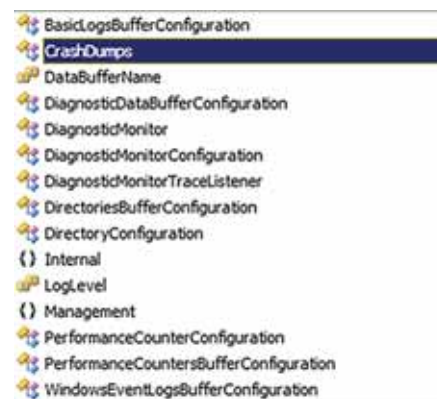 BasicLogsBufferConfiguration
CrashDumps
DataBufferName
DiagnosticDataBufferConfiguration
DiagnosticMonitor
DiagnosticMonitorConfiguration
DiagnosticMonitorTraceListener
DirectoriesBufferConfiguration
DirectoryConfiguration
{} Internal
LogLevel
{} Management
PerformanceCounterConfiguration
PerformanceCountersBufferConfiguration
WindowsEventLogsBufferConfiguration